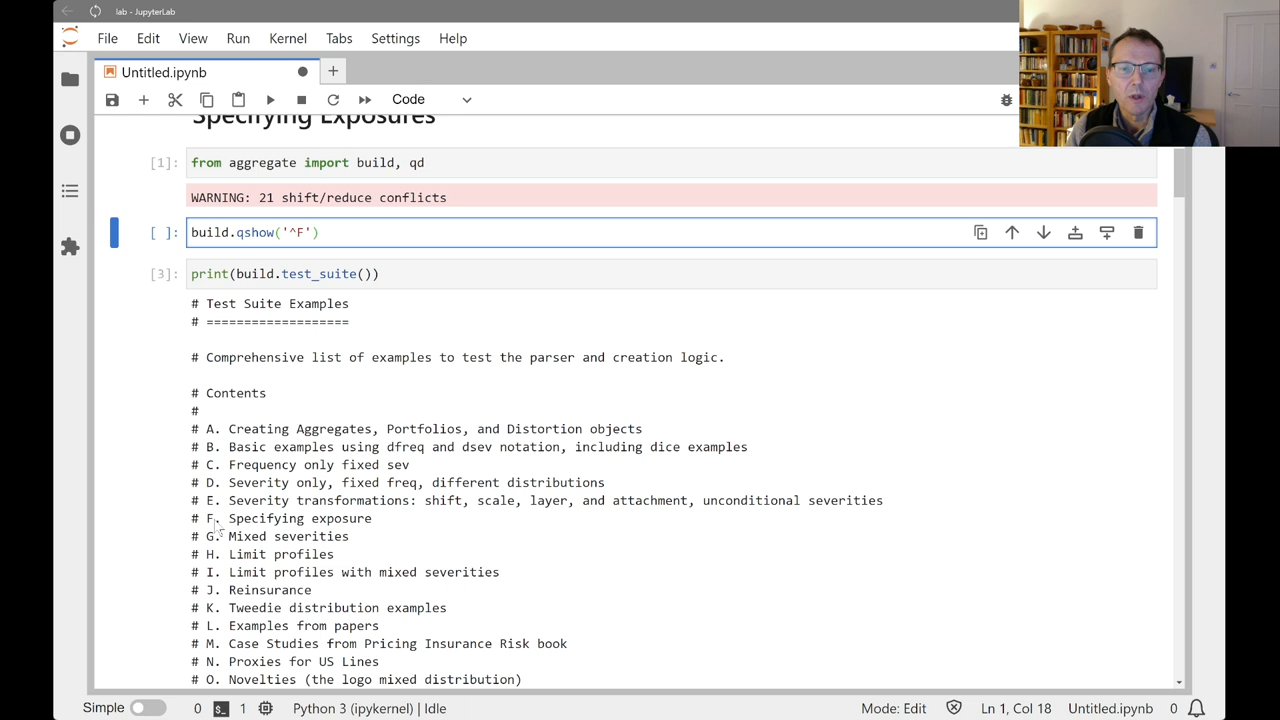 lab - JupyterLab
File Edit View Run Kernel Tabs Settings Help
Untitled.ipynb
Code
Specifying Exposures
[1]: from aggregate import build, qd
WARNING: 21 shift/reduce conflicts
[ ]: build.qshow('^F')
[3]: print(build.test_suite())
# Test Suite Examples
# ===================
# Comprehensive list of examples to test the parser and creation logic.
# Contents
#
# A. Creating Aggregates, Portfolios, and Distortion objects
# B. Basic examples using dfreq and dsev notation, including dice examples
# C. Frequency only fixed sev
# D. Severity only, fixed freq, different distributions
# E. Severity transformations: shift, scale, layer, and attachment, unconditional severities
# F. Specifying exposure
# G. Mixed severities
# H. Limit profiles
# I. Limit profiles with mixed severities
# J. Reinsurance
# K. Tweedie distribution examples
# L. Examples from papers
# M. Case Studies from Pricing Insurance Risk book
# N. Proxies for US Lines
# O. Novelties (the logo mixed distribution)
Simple 0 $_ 1 Python 3 (ipykernel) | Idle Mode: Edit Ln 1, Col 18 Untitled.ipynb 0